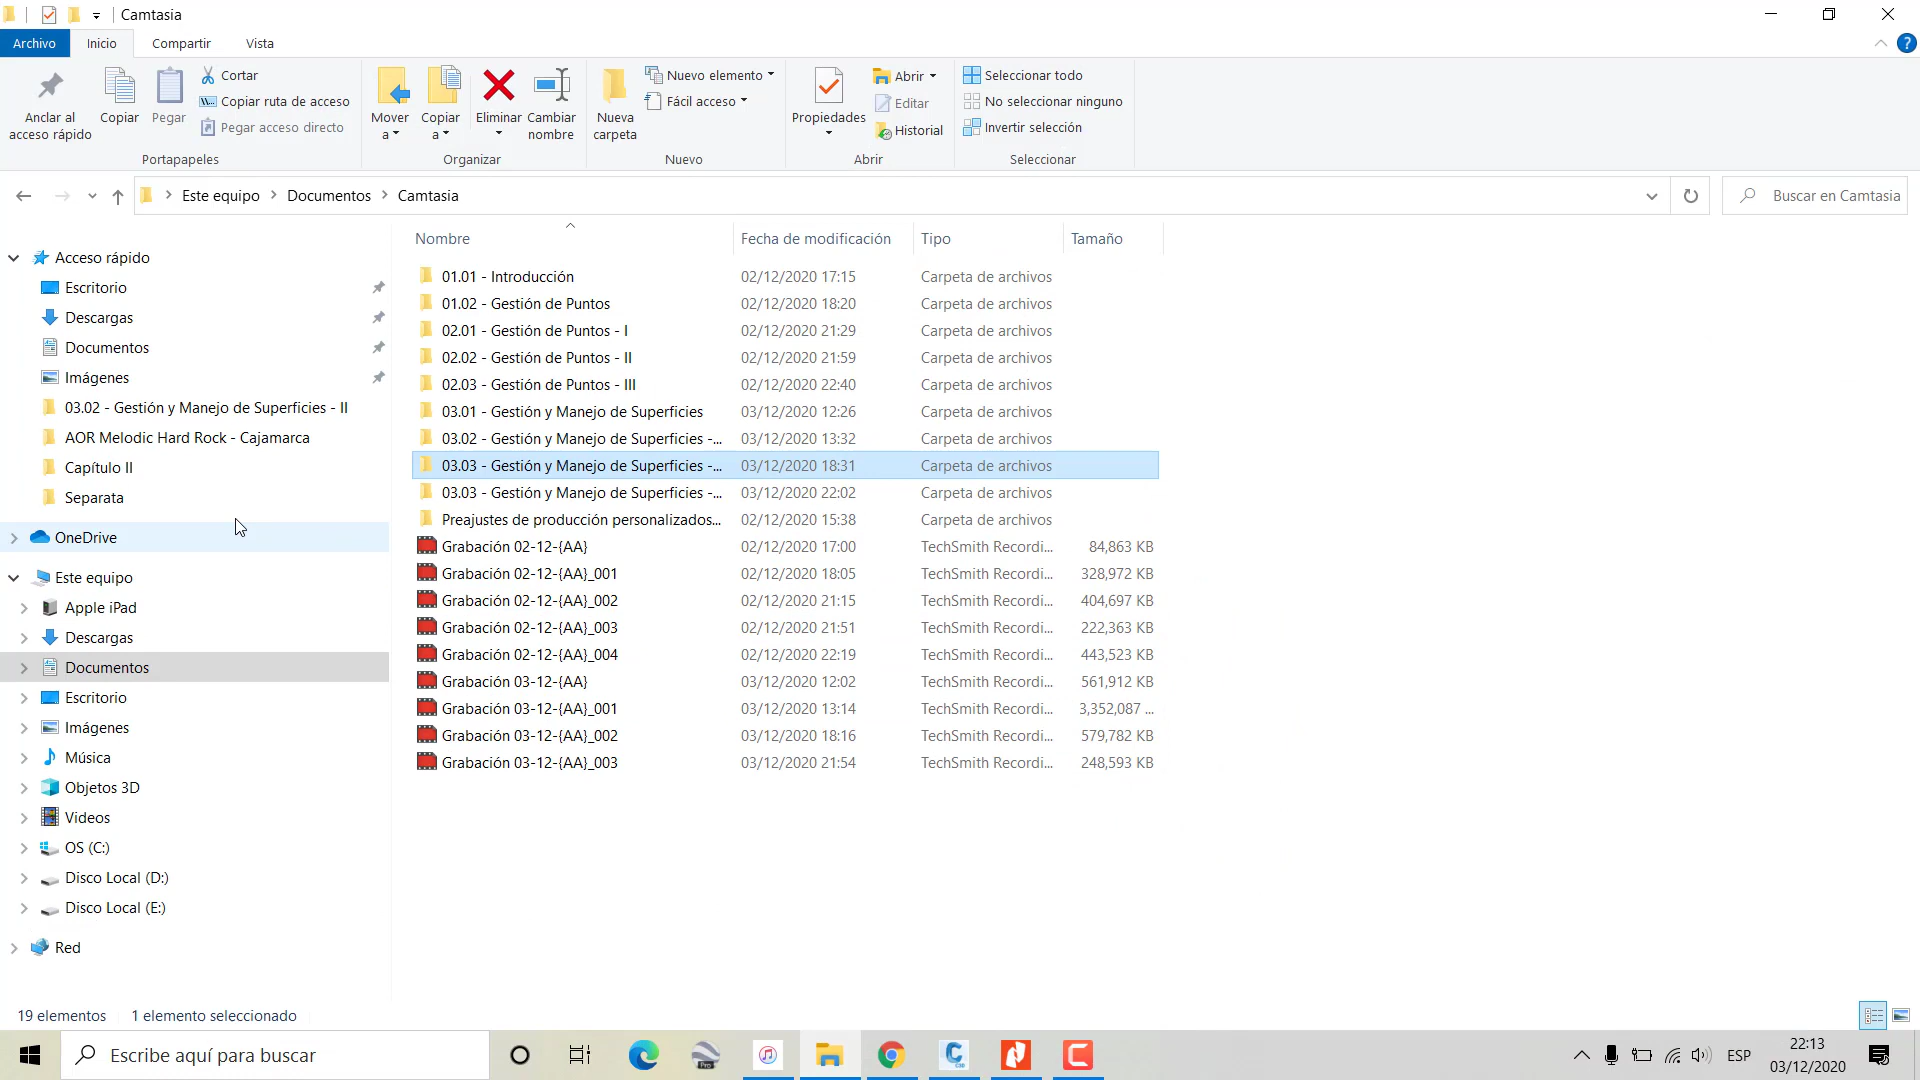 Camtasia
Archivo Inicio Compartir Vista
Anclar al acceso rápido
Copiar
Pegar
Cortar
Copiar ruta de acceso
Pegar acceso directo
Portapapeles
Mover a
Copiar a
Eliminar
Cambiar nombre
Organizar
Nueva carpeta
Nuevo elemento
Fácil acceso
Nuevo
Propiedades
Abrir
Editar
Historial
Abrir
Seleccionar todo
No seleccionar ninguno
Invertir selección
Seleccionar
Este equipo > Documentos > Camtasia
Buscar en Camtasia
Acceso rápido
Escritorio
Descargas
Documentos
Imágenes
03.02 - Gestión y Manejo de Superficies - II
AOR Melodic Hard Rock - Cajamarca
Capítulo II
Separata
OneDrive
Este equipo
Apple iPad
Descargas
Documentos
Escritorio
Imágenes
Música
Objetos 3D
Videos
OS (C:)
Disco Local (D:)
Disco Local (E:)
Red
Nombre Fecha de modificación Tipo Tamaño
01.01 - Introducción 02/12/2020 17:15 Carpeta de archivos
01.02 - Gestión de Puntos 02/12/2020 18:20 Carpeta de archivos
02.01 - Gestión de Puntos - I 02/12/2020 21:29 Carpeta de archivos
02.02 - Gestión de Puntos - II 02/12/2020 21:59 Carpeta de archivos
02.03 - Gestión de Puntos - III 02/12/2020 22:40 Carpeta de archivos
03.01 - Gestión y Manejo de Superficies 03/12/2020 12:26 Carpeta de archivos
03.02 - Gestión y Manejo de Superficies -... 03/12/2020 13:32 Carpeta de archivos
03.03 - Gestión y Manejo de Superficies -... 03/12/2020 18:31 Carpeta de archivos
03.03 - Gestión y Manejo de Superficies -... 03/12/2020 22:02 Carpeta de archivos
Preajustes de producción personalizados... 02/12/2020 15:38 Carpeta de archivos
Grabación 02-12-{AA} 02/12/2020 17:00 TechSmith Recordi... 84,863 KB
Grabación 02-12-{AA}_001 02/12/2020 18:05 TechSmith Recordi... 328,972 KB
Grabación 02-12-{AA}_002 02/12/2020 21:15 TechSmith Recordi... 404,697 KB
Grabación 02-12-{AA}_003 02/12/2020 21:51 TechSmith Recordi... 222,363 KB
Grabación 02-12-{AA}_004 02/12/2020 22:19 TechSmith Recordi... 443,523 KB
Grabación 03-12-{AA} 03/12/2020 12:02 TechSmith Recordi... 561,912 KB
Grabación 03-12-{AA}_001 03/12/2020 13:14 TechSmith Recordi... 3,352,087 ...
Grabación 03-12-{AA}_002 03/12/2020 18:16 TechSmith Recordi... 579,782 KB
Grabación 03-12-{AA}_003 03/12/2020 21:54 TechSmith Recordi... 248,593 KB
19 elementos 1 elemento seleccionado
Escribe aquí para buscar
Pro
C3D
ESP
22:13
03/12/2020